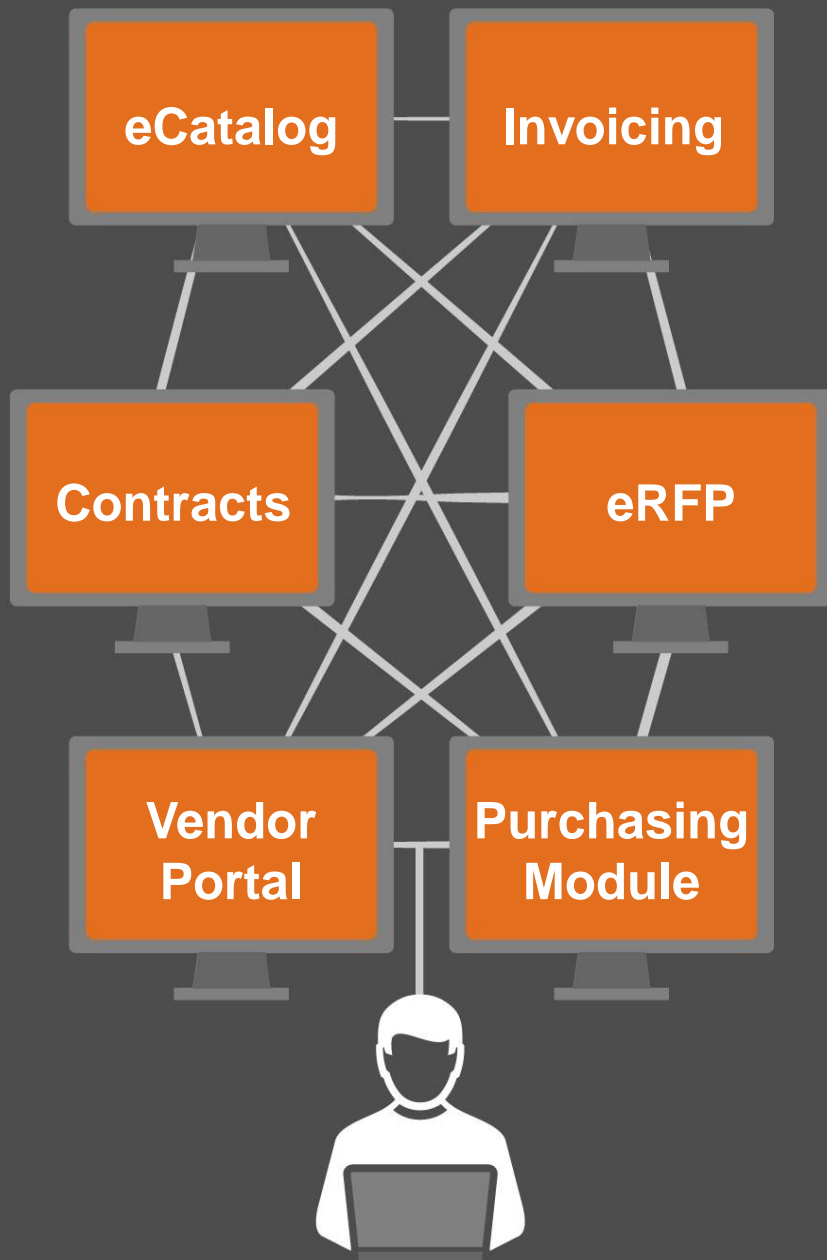 eCatalog
Invoicing
Contracts
eRFP
Vendor
Portal
Purchasing
Module